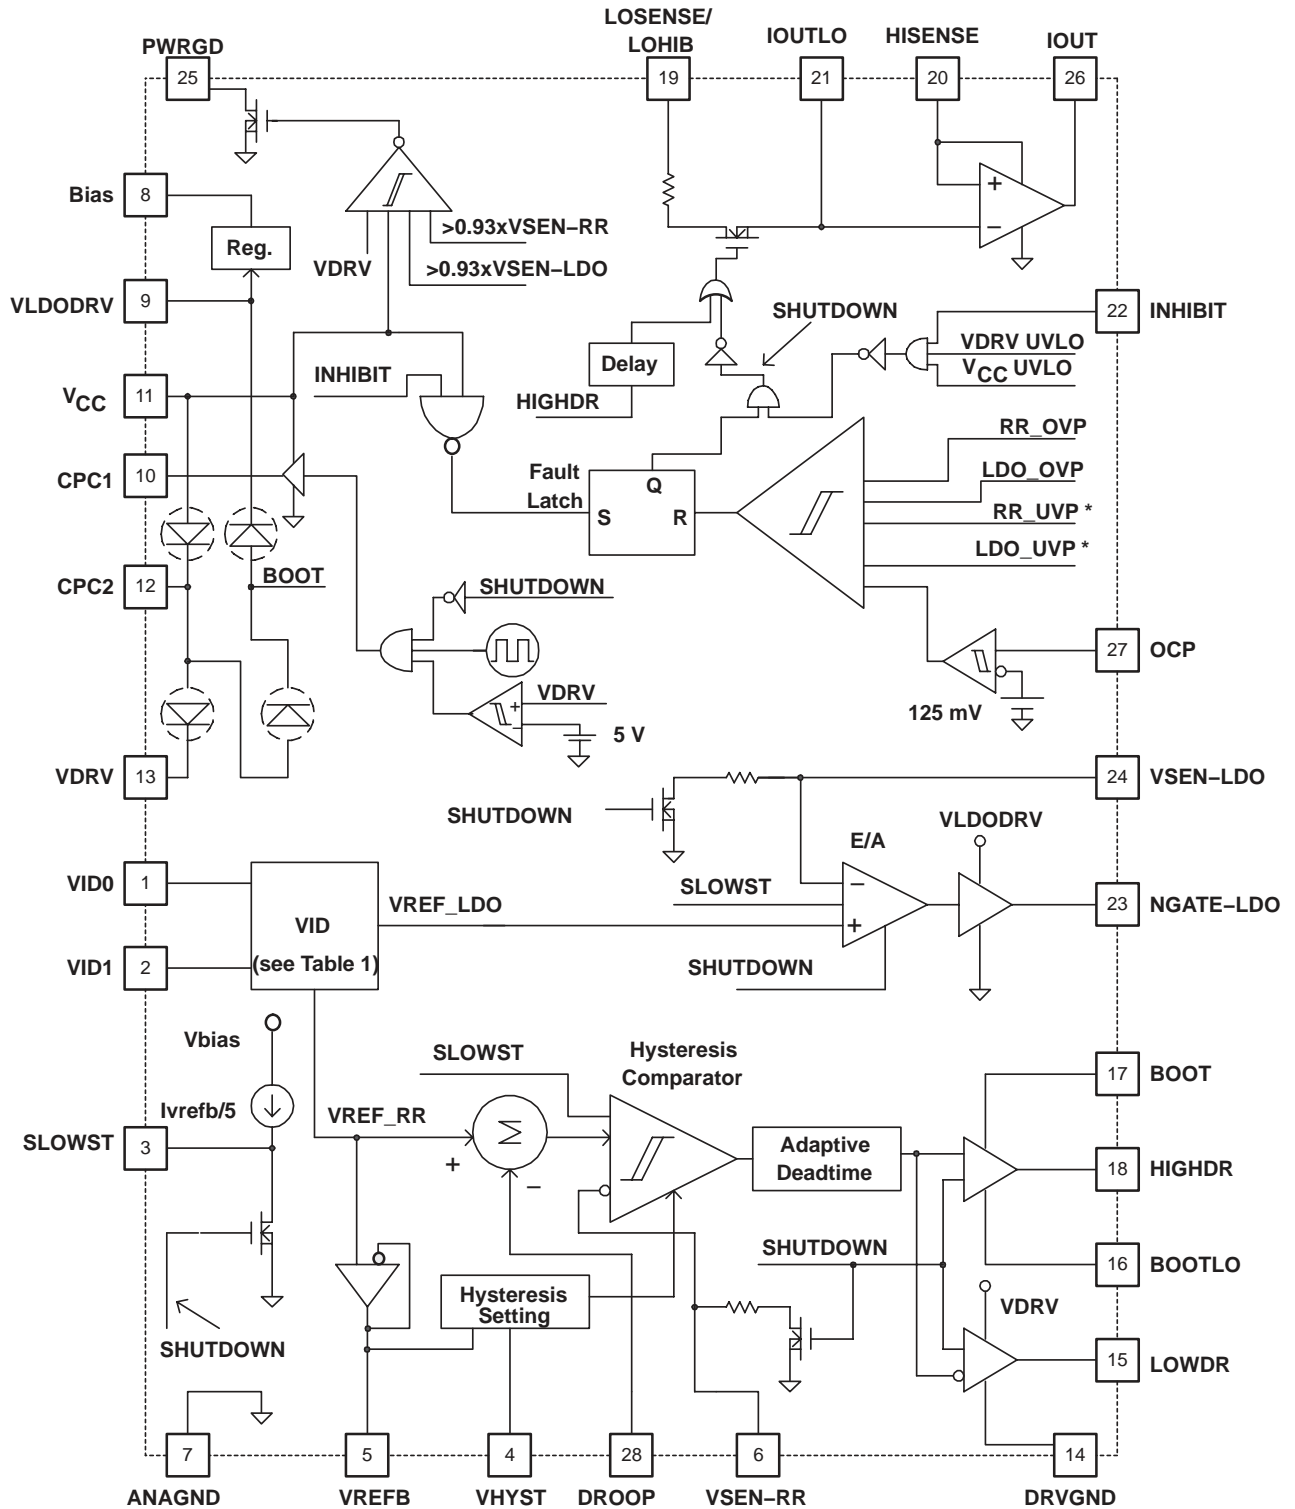 LOSENSE/
PWRGD LOHIB IOUTLO HISENSE IOUT
25 19 21 20 26
+
−
Bias 8
Reg.
>0.93xVSEN−RR
VDRV >0.93xVSEN−LDO
VLDODRV 9
SHUTDOWN
22 INHIBIT
VDRV UVLO
VCC UVLO
Delay
INHIBIT
HIGHDR
VCC 11
RR_OVP
CPC1 10
Fault
Latch
Q
S R
LDO_OVP
RR_UVP *
LDO_UVP *
CPC2 12
BOOT
SHUTDOWN
27 OCP
125 mV
VDRV
+
−
5 V
VDRV 13
24 VSEN−LDO
SHUTDOWN
VLDODRV
E/A
VID0 1
SLOWST
−
+
VREF_LDO
23 NGATE−LDO
VID
(see Table 1)
VID1 2
SHUTDOWN
Vbias
Ivrefb/5
SLOWST
Hysteresis
Comparator
17 BOOT
SLOWST 3
VREF_RR
+
Σ
−
Adaptive
Deadtime
18 HIGHDR
SHUTDOWN
16 BOOTLO
Hysteresis
Setting
VDRV
SHUTDOWN
15 LOWDR
7 5 4 28 6 14
ANAGND VREFB VHYST DROOP VSEN−RR DRVGND